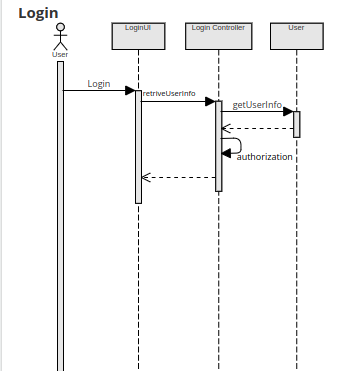 Login
User
LoginUI
Login Controller
User
Login
retriveUserInfo
getUserInfo
authorization